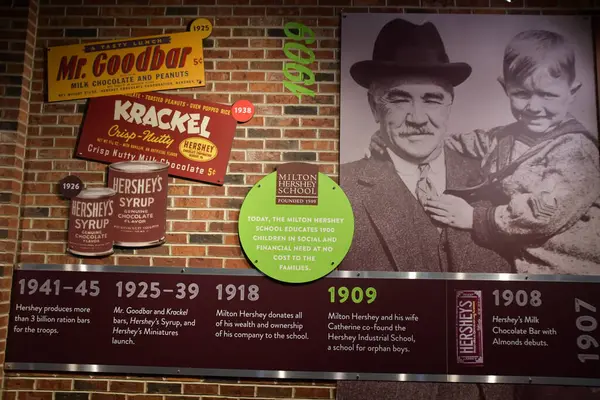 1925
A TASTY LUNCH
Mr. Goodbar
MILK CHOCOLATE AND PEANUTS
5¢
TOASTED PEANUTS
KRACKEL
Crisp-Nutty
HERSHEY
Crisp Nutty Milk Chocolate
5¢
1938
1926
HERSHEY'S
SYRUP
GENUINE
CHOCOLATE
FLAVOR
HERSHEY'S
SYRUP
GENUINE
CHOCOLATE
FLAVOR
1909
MILTON
HERSHEY
SCHOOL
FOUNDED 1909
TODAY, THE MILTON HERSHEY
SCHOOL EDUCATES 1900
CHILDREN IN SOCIAL AND
FINANCIAL NEED AT NO
COST TO THE
FAMILIES.
1941–45
Hershey produces more
than 3 billion ration bars
for the troops.
1925–39
Mr. Goodbar and Krackel
bars, Hershey's Syrup, and
Hershey's Miniatures
launch.
1918
Milton Hershey donates all
of his wealth and ownership
of his company to the school.
1909
Milton Hershey and his wife
Catherine co-found the
Hershey Industrial School,
a school for orphan boys.
HERSHEY'S
1908
Hershey's Milk
Chocolate Bar with
Almonds debuts.
1907